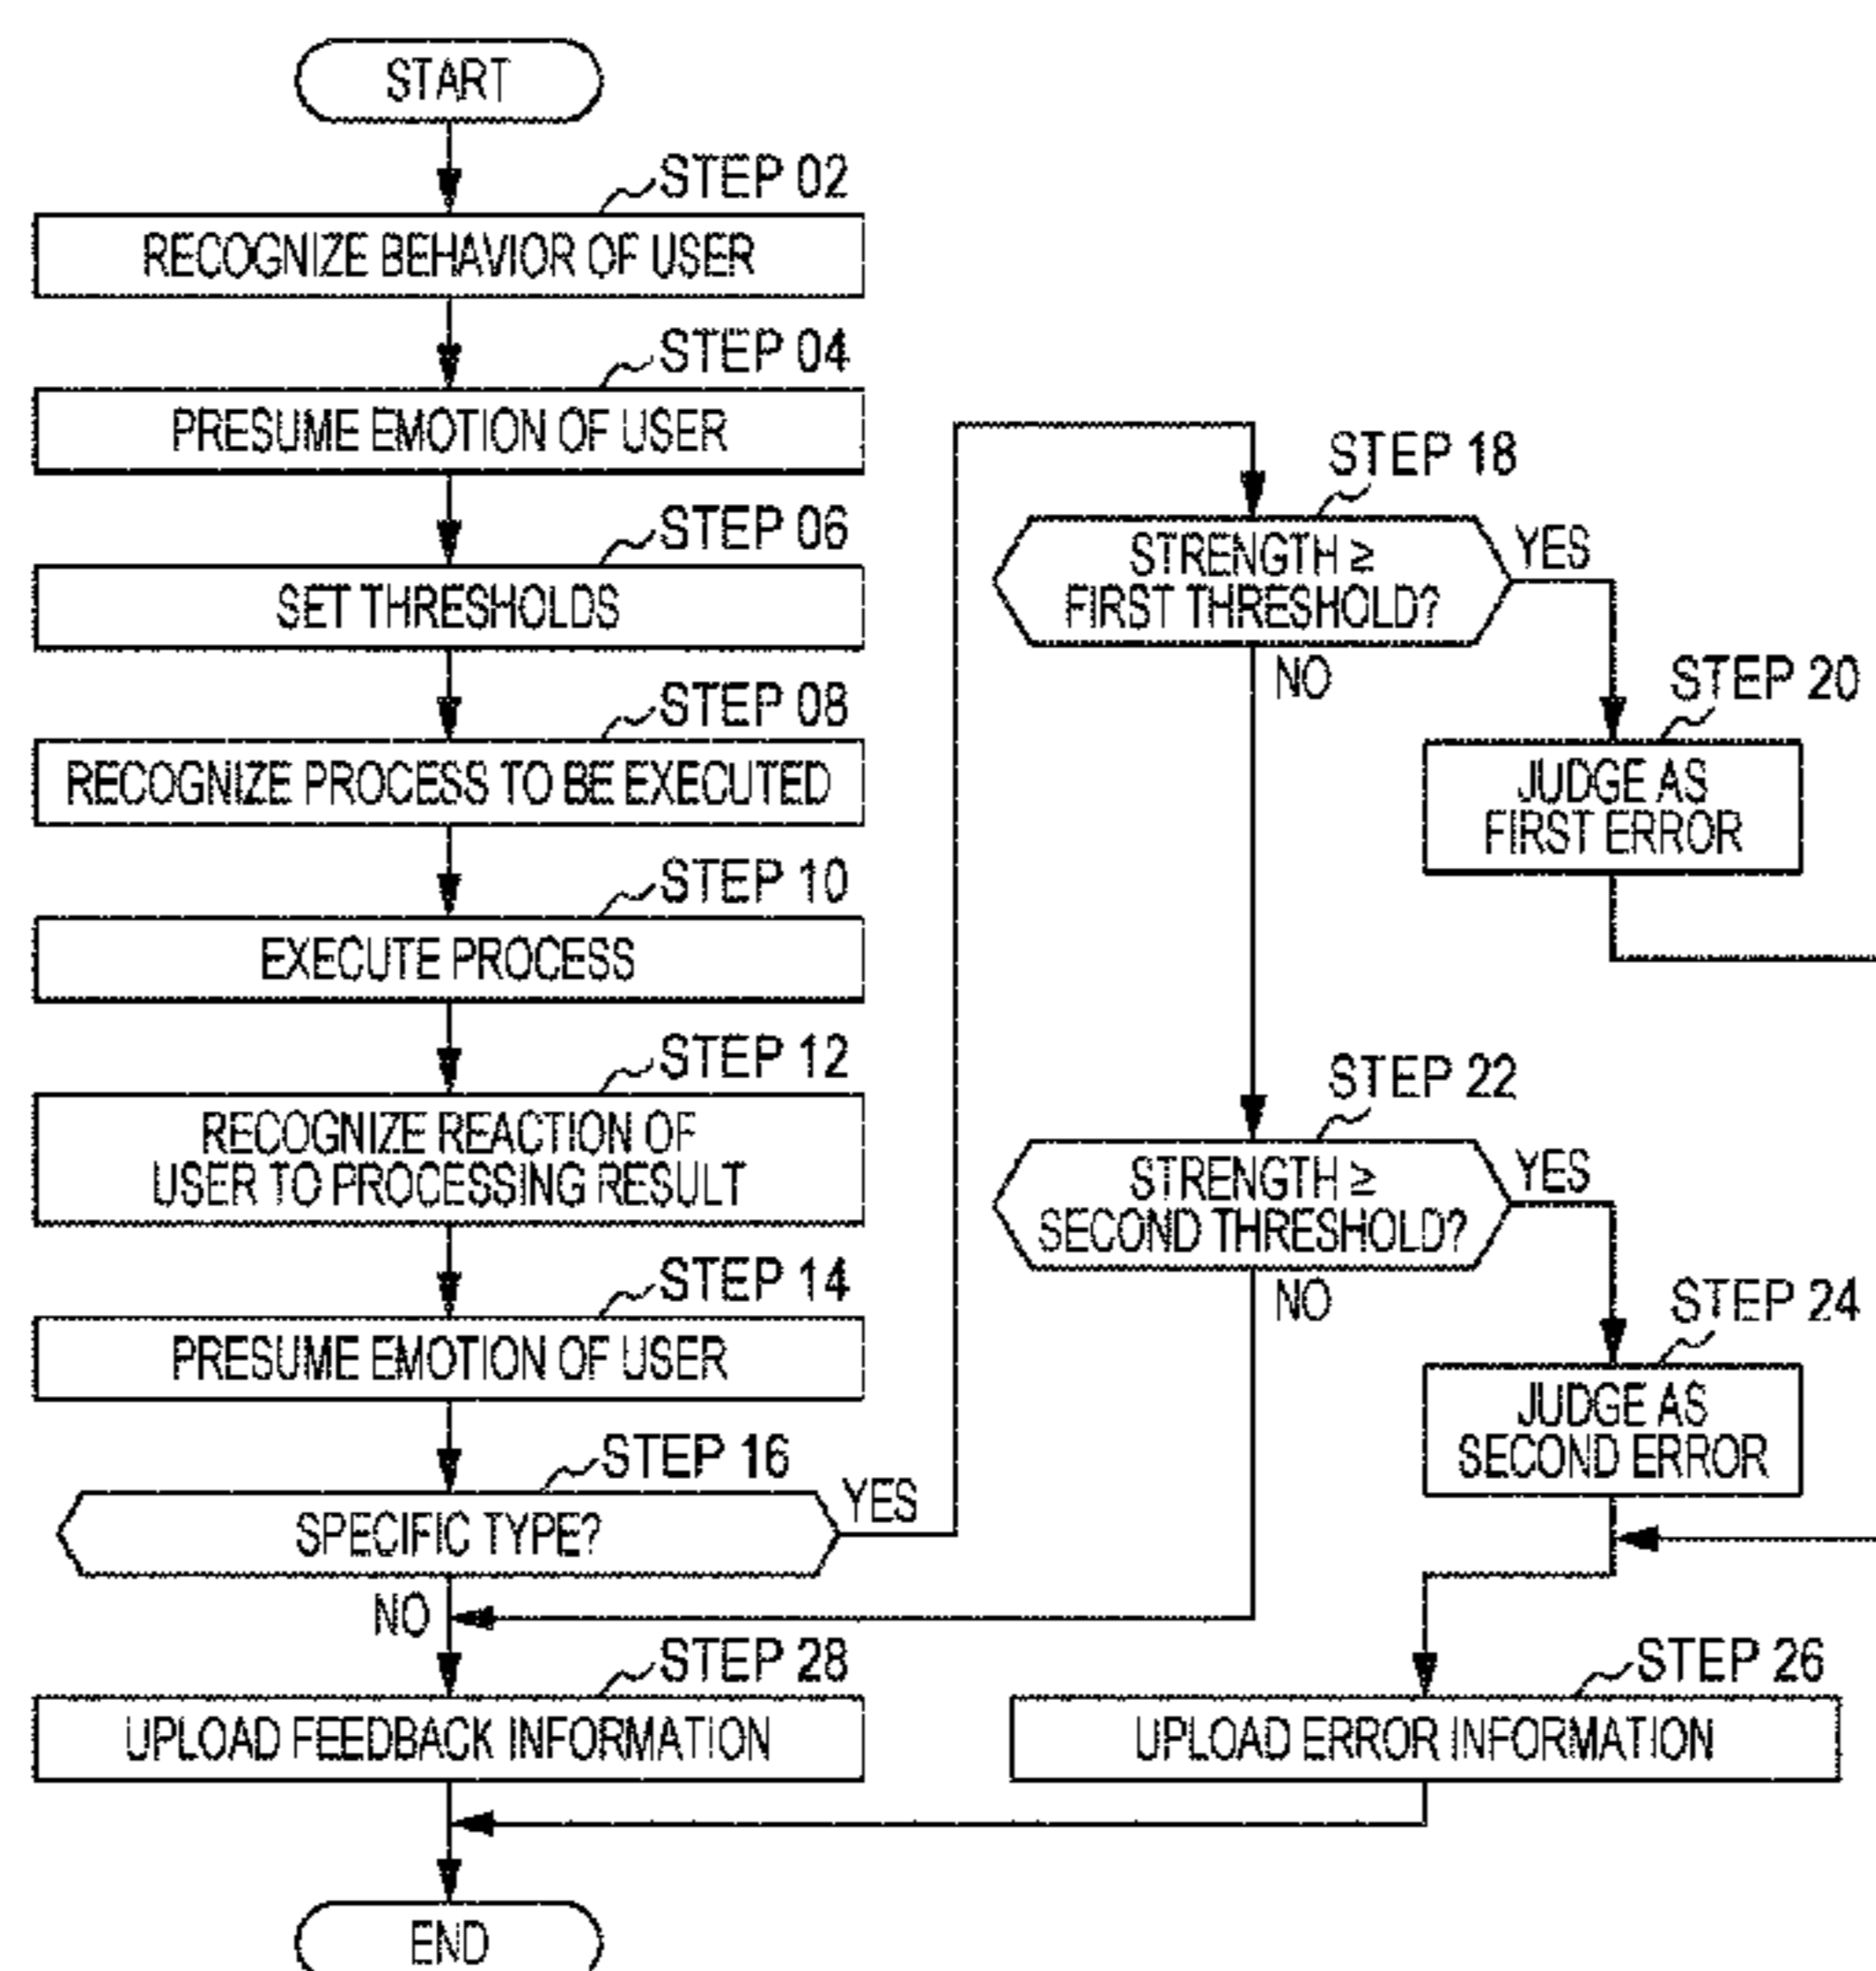 START
STEP 02
RECOGNIZE BEHAVIOR OF USER
STEP 04
PRESUME EMOTION OF USER
STEP 06
SET THRESHOLDS
STEP 08
RECOGNIZE PROCESS TO BE EXECUTED
STEP 10
EXECUTE PROCESS
STEP 12
RECOGNIZE REACTION OF
USER TO PROCESSING RESULT
STEP 14
PRESUME EMOTION OF USER
STEP 16
SPECIFIC TYPE?
YES
NO
STEP 18
STRENGTH ≥
FIRST THRESHOLD?
YES
NO
STEP 20
JUDGE AS
FIRST ERROR
STEP 22
STRENGTH ≥
SECOND THRESHOLD?
YES
NO
STEP 24
JUDGE AS
SECOND ERROR
STEP 28
UPLOAD FEEDBACK INFORMATION
STEP 26
UPLOAD ERROR INFORMATION
END